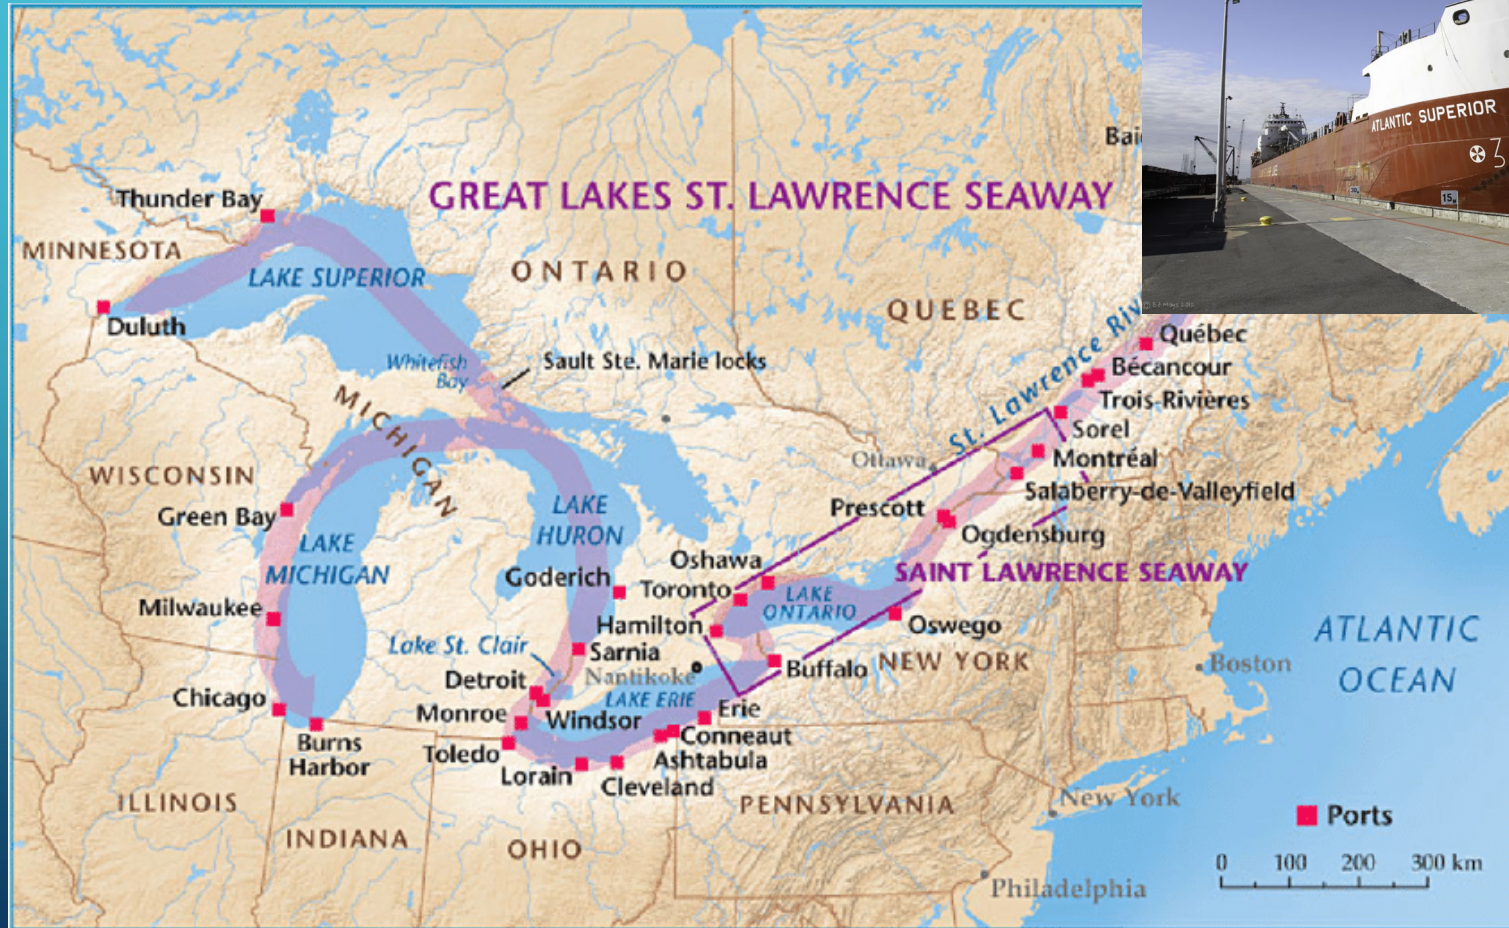 GREAT LAKES ST. LAWRENCE SEAWAY
ATLANTIC SUPERIOR
3
15
Thunder Bay
MINNESOTA
LAKE SUPERIOR
ONTARIO
QUEBEC
Duluth
Whitefish
Bay
Sault Ste. Marie locks
MICHIGAN
St. Lawrence Riv
Québec
Bécancour
Trois-Rivières
Sorel
Montréal
Ottawa
Salaberry-de-Valleyfield
WISCONSIN
Green Bay
LAKE
MICHIGAN
LAKE
HURON
Prescott
Ogdensburg
SAINT LAWRENCE SEAWAY
Oshawa
Toronto
LAKE
ONTARIO
Goderich
Milwaukee
Hamilton
Oswego
Lake St. Clair
Sarnia
Nantikoke
Buffalo
NEW YORK
Boston
ATLANTIC
OCEAN
Detroit
LAKE ERIE
Chicago
Monroe
Windsor
Erie
Conneaut
Burns
Harbor
Toledo
Ashtabula
Lorain
Cleveland
ILLINOIS
INDIANA
OHIO
PENNSYLVANIA
New York
Philadelphia
Ports
0 100 200 300 km